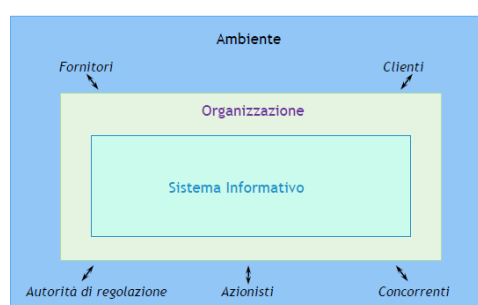 Ambiente
Fornitori Clienti
Organizzazione
Sistema Informativo
Autorità di regolazione Azionisti Concorrenti